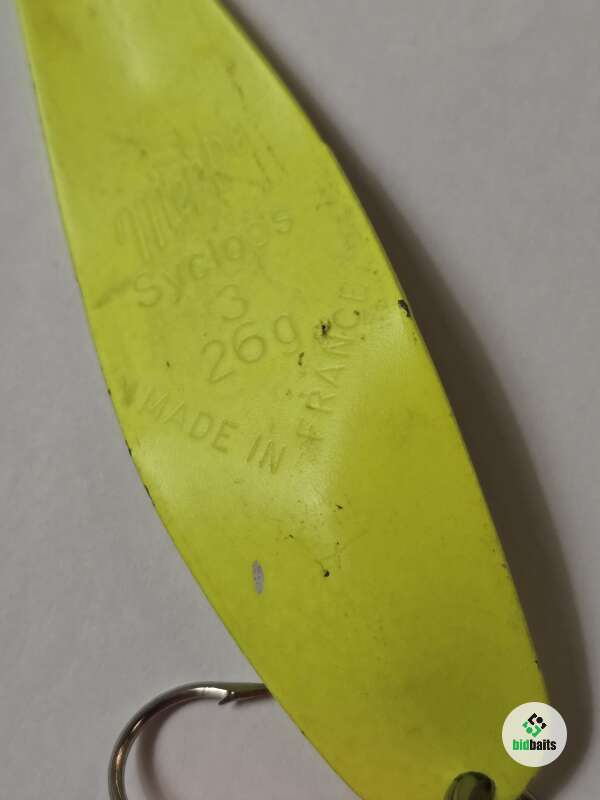 Mepps
Syclops
3
26g
MADE IN FRANCE
bidbaits